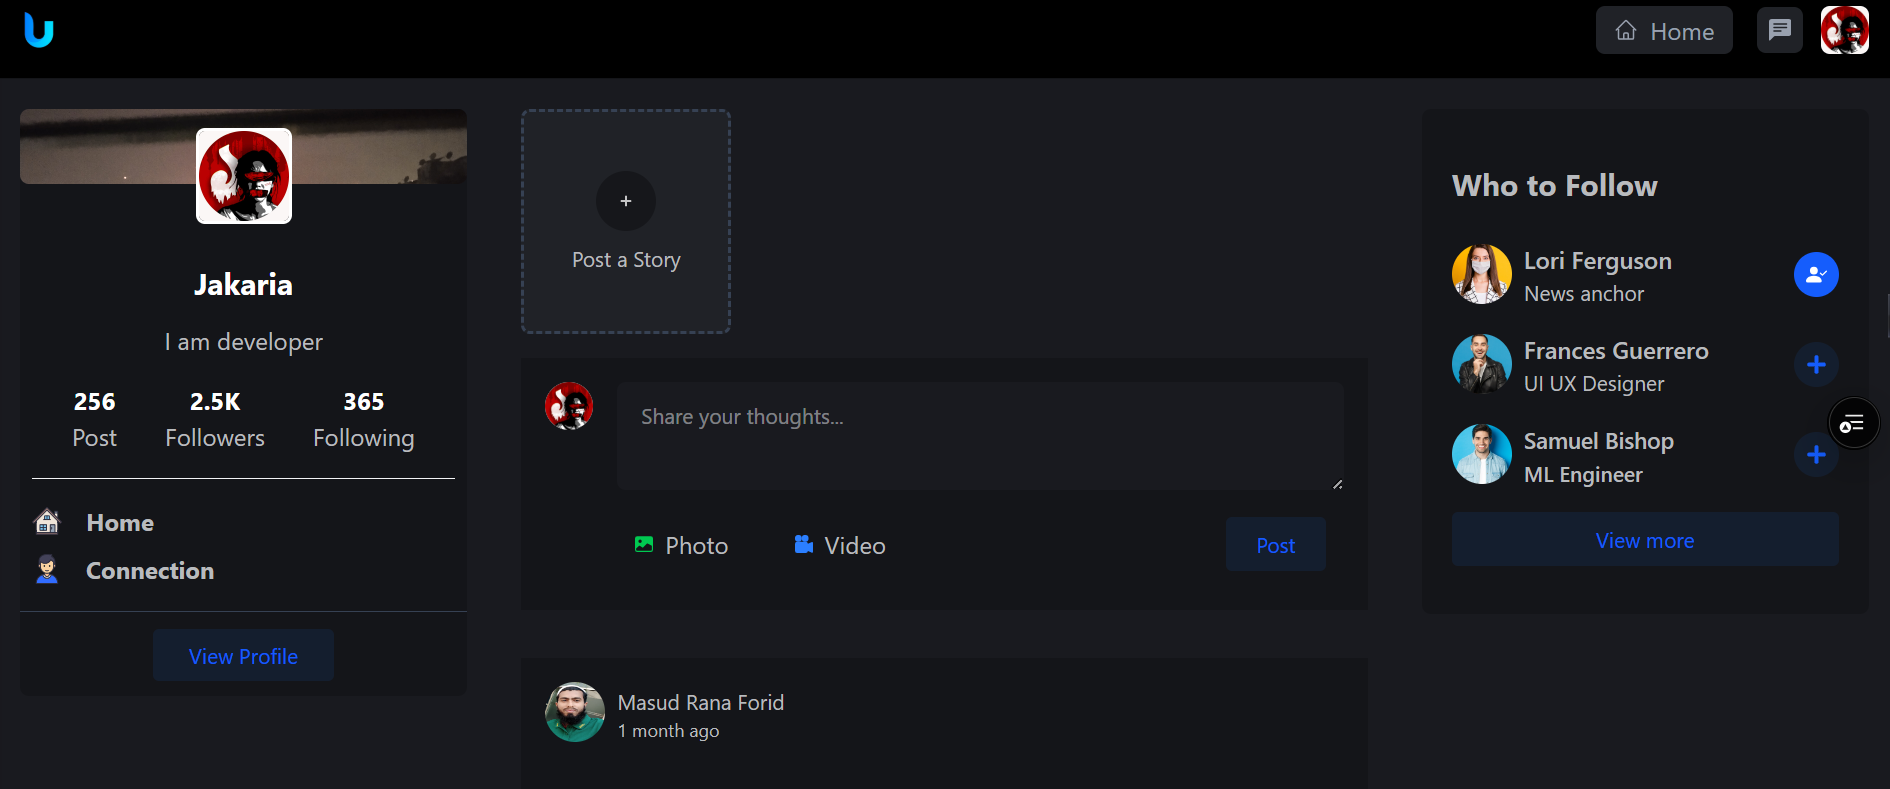 Home
Jakaria
I am developer
256 2.5K 365
Post Followers Following
Home
Connection
View Profile
+
Post a Story
Share your thoughts...
Photo Video Post
Masud Rana Forid
1 month ago
Who to Follow
Lori Ferguson
News anchor
Frances Guerrero
UI UX Designer
Samuel Bishop
ML Engineer
View more